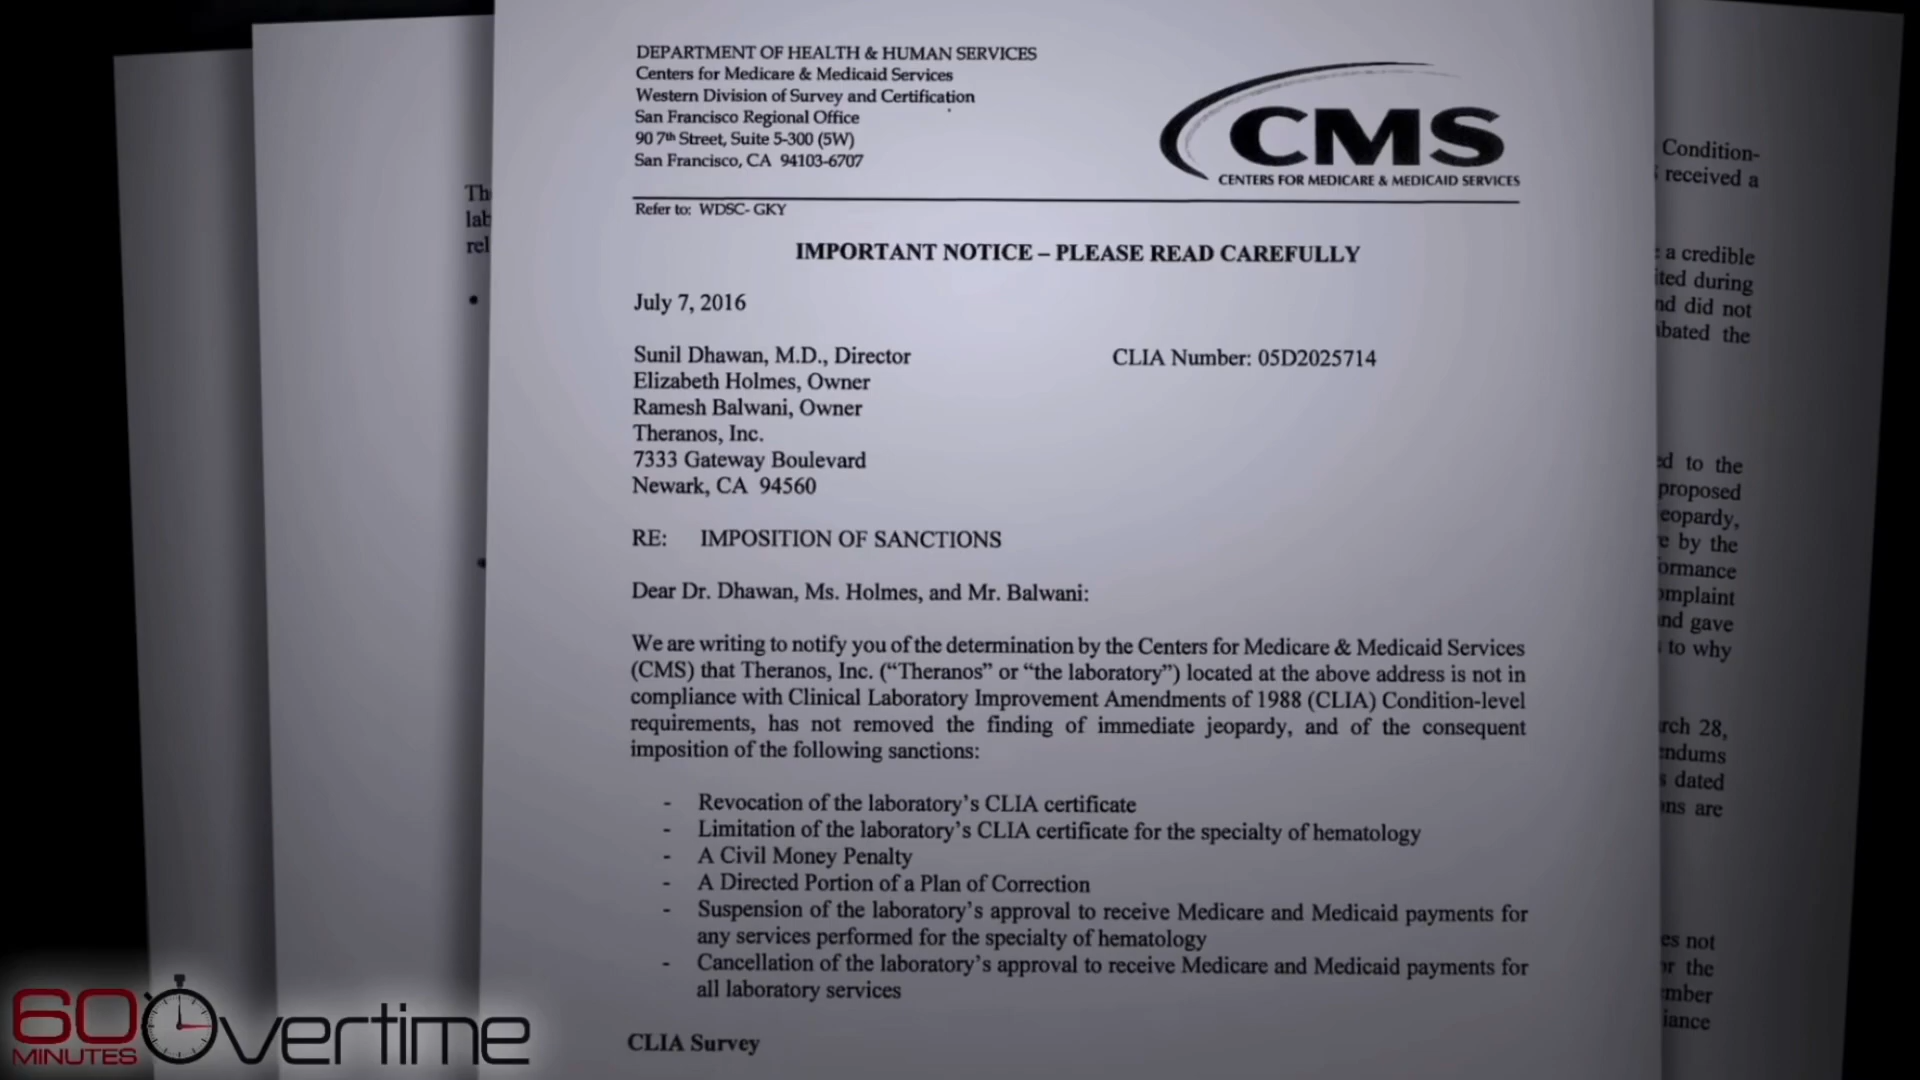 DEPARTMENT OF HEALTH & HUMAN SERVICES
Centers for Medicare & Medicaid Services
Western Division of Survey and Certification
San Francisco Regional Office
90 7th Street, Suite 5-300 (5W)
San Francisco, CA 94103-6707
CMS
CENTERS FOR MEDICARE & MEDICAID SERVICES
Refer to: WDSC- GKY
IMPORTANT NOTICE – PLEASE READ CAREFULLY
July 7, 2016
Sunil Dhawan, M.D., Director
CLIA Number: 05D2025714
Elizabeth Holmes, Owner
Ramesh Balwani, Owner
Theranos, Inc.
7333 Gateway Boulevard
Newark, CA 94560
RE: IMPOSITION OF SANCTIONS
Dear Dr. Dhawan, Ms. Holmes, and Mr. Balwani:
We are writing to notify you of the determination by the Centers for Medicare & Medicaid Services
(CMS) that Theranos, Inc. (“Theranos” or “the laboratory”) located at the above address is not in
compliance with Clinical Laboratory Improvement Amendments of 1988 (CLIA) Condition-level
requirements, has not removed the finding of immediate jeopardy, and of the consequent
imposition of the following sanctions:
- Revocation of the laboratory’s CLIA certificate
- Limitation of the laboratory’s CLIA certificate for the specialty of hematology
- A Civil Money Penalty
- A Directed Portion of a Plan of Correction
- Suspension of the laboratory’s approval to receive Medicare and Medicaid payments for
any services performed for the specialty of hematology
- Cancellation of the laboratory’s approval to receive Medicare and Medicaid payments for
all laboratory services
CLIA Survey
Condition-
received a
a credible
during
did not
the
to the
proposed
by the
gave
to why
28,
dated
are
not
the
60 MINUTES Overtime